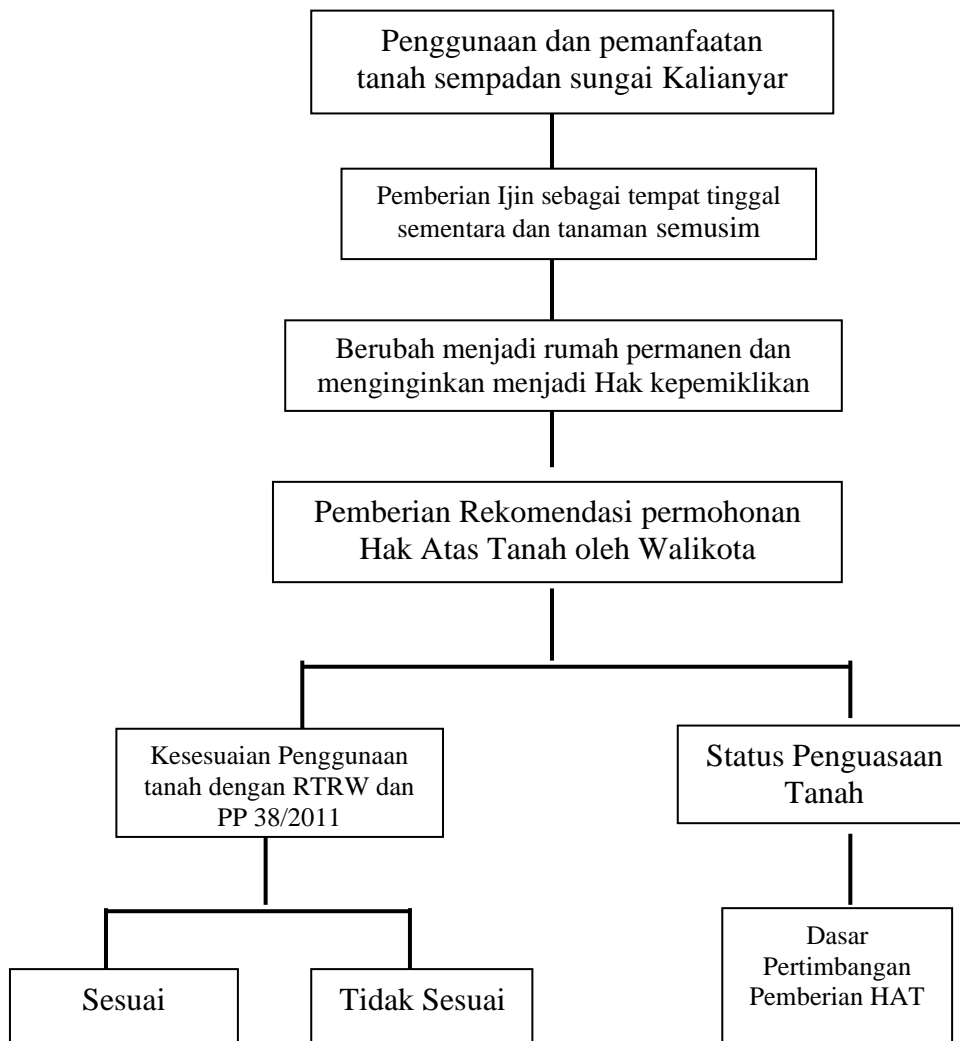 Penggunaan dan pemanfaatan
tanah sempadan sungai Kalianyar
Pemberian Ijin sebagai tempat tinggal
sementara dan tanaman semusim
Berubah menjadi rumah permanen dan
menginginkan menjadi Hak kepemiklikan
Pemberian Rekomendasi permohonan
Hak Atas Tanah oleh Walikota
Kesesuaian Penggunaan
tanah dengan RTRW dan
PP 38/2011
Status Penguasaan
Tanah
Sesuai
Tidak Sesuai
Dasar
Pertimbangan
Pemberian HAT